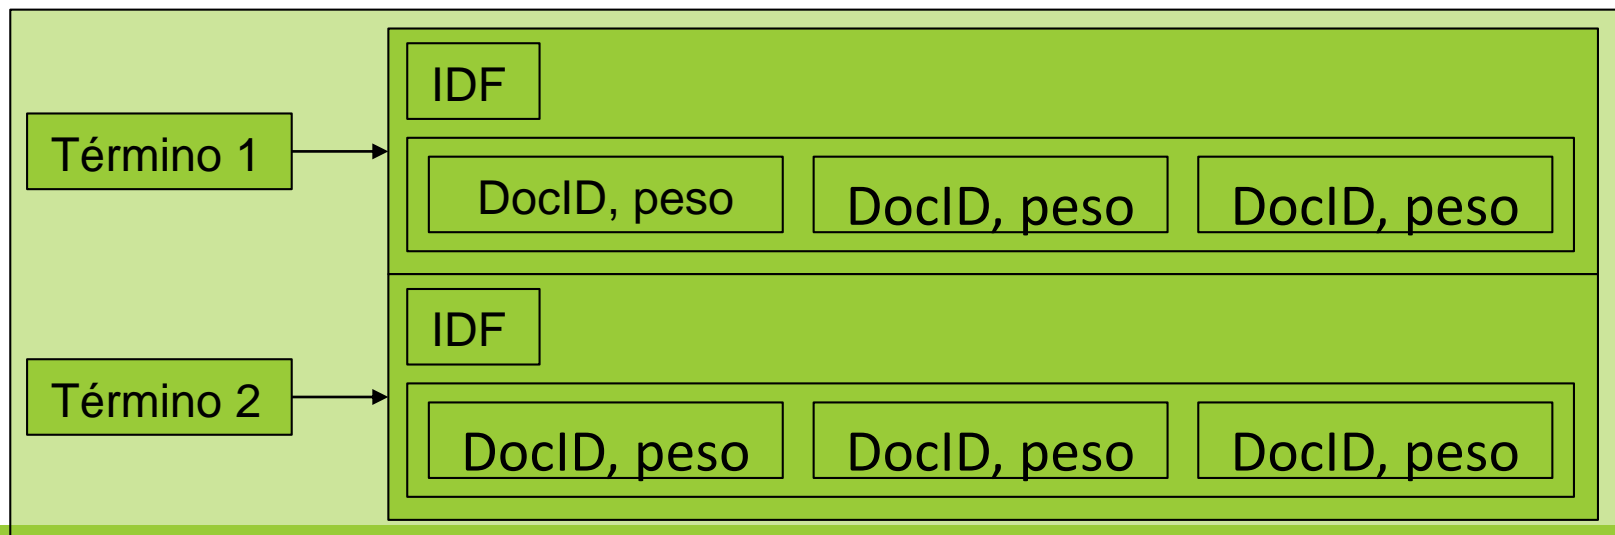 IDF
Término 1
DocID, peso
DocID, peso
DocID, peso
IDF
Término 2
DocID, peso
DocID, peso
DocID, peso